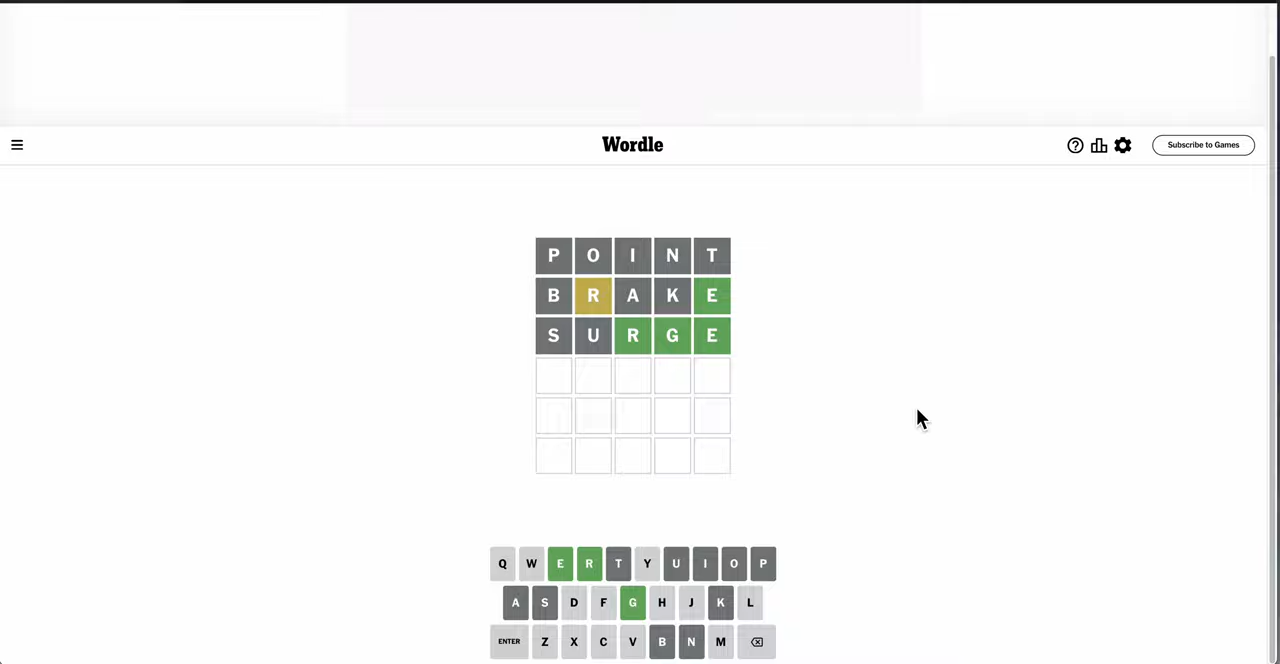 Wordle
Subscribe to Games
P O I N T
B R A K E
S U R G E
Q W E R T Y U I O P
A S D F G H J K L
ENTER Z X C V B N M